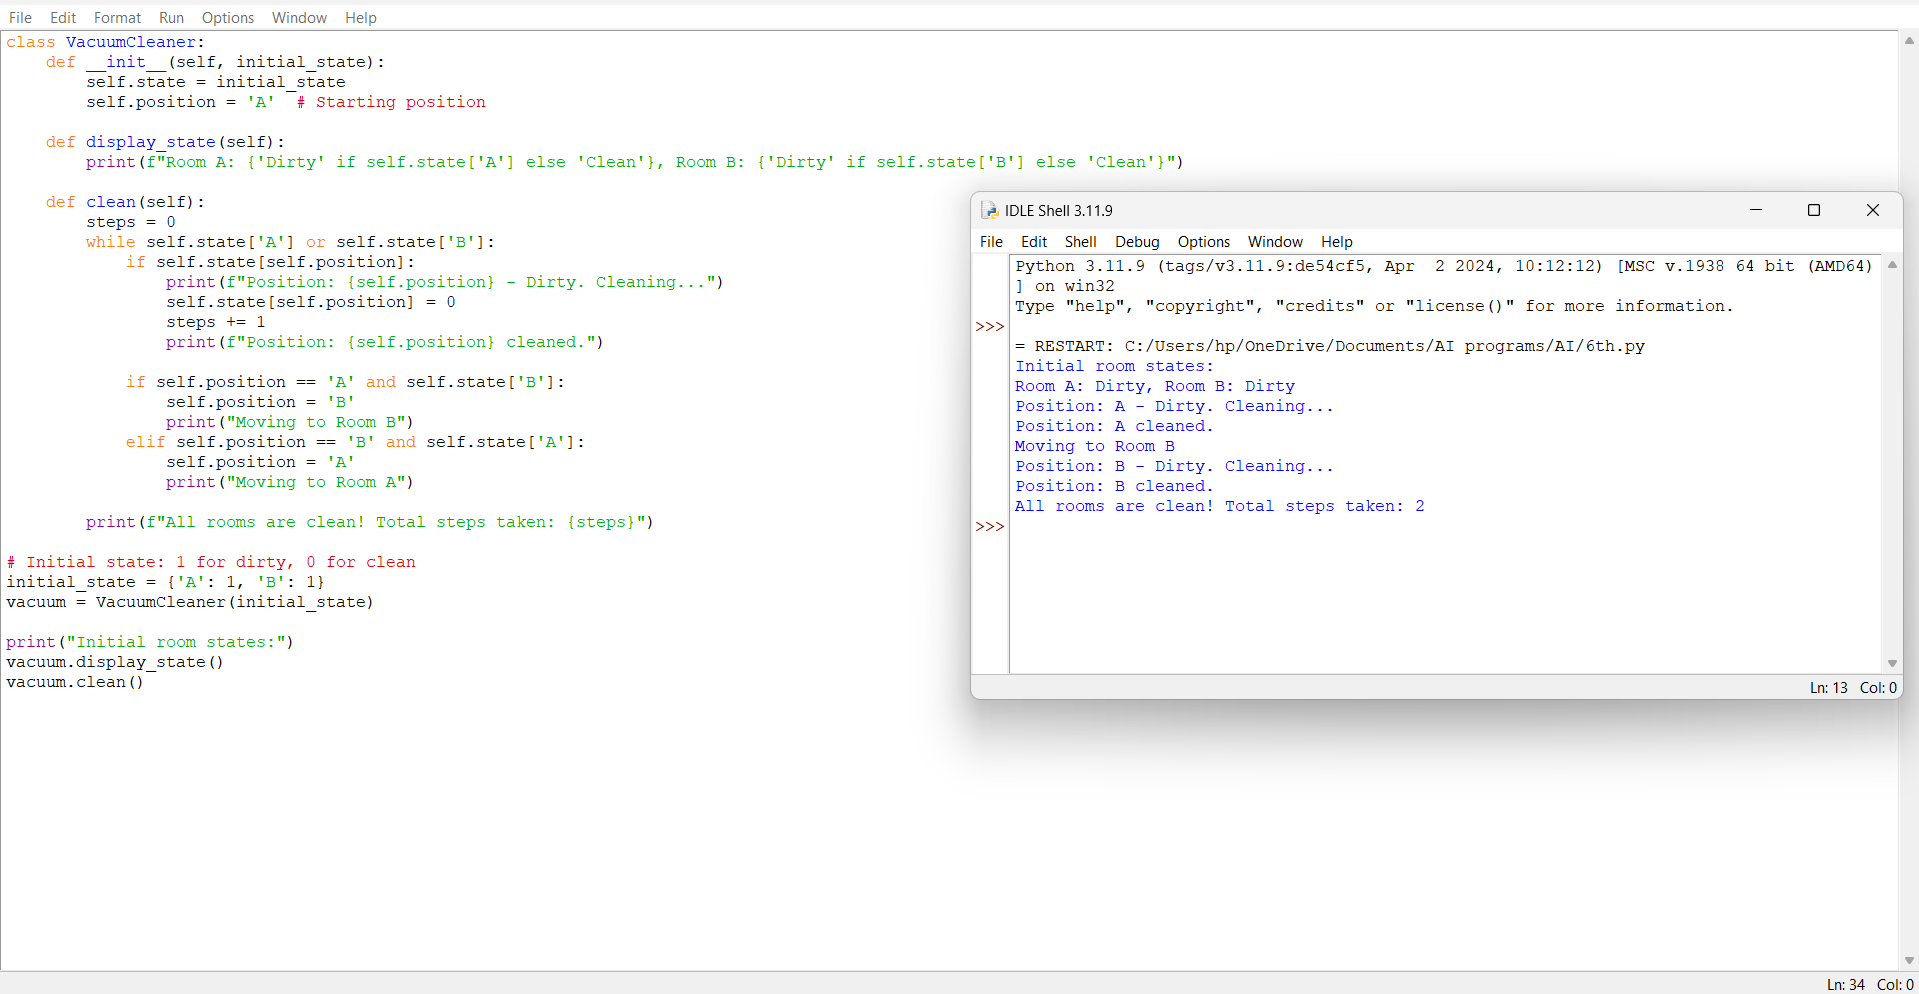 File Edit Format Run Options Window Help
class VacuumCleaner:
    def __init__(self, initial_state):
        self.state = initial_state
        self.position = 'A'  # Starting position

    def display_state(self):
        print(f"Room A: {'Dirty' if self.state['A'] else 'Clean'}, Room B: {'Dirty' if self.state['B'] else 'Clean'}")

    def clean(self):
        steps = 0
        while self.state['A'] or self.state['B']:
            if self.state[self.position]:
                print(f"Position: {self.position} - Dirty. Cleaning...")
                self.state[self.position] = 0
                steps += 1
                print(f"Position: {self.position} cleaned.")

            if self.position == 'A' and self.state['B']:
                self.position = 'B'
                print("Moving to Room B")
            elif self.position == 'B' and self.state['A']:
                self.position = 'A'
                print("Moving to Room A")

        print(f"All rooms are clean! Total steps taken: {steps}")

# Initial state: 1 for dirty, 0 for clean
initial_state = {'A': 1, 'B': 1}
vacuum = VacuumCleaner(initial_state)

print("Initial room states:")
vacuum.display_state()
vacuum.clean()
IDLE Shell 3.11.9
File Edit Shell Debug Options Window Help
Python 3.11.9 (tags/v3.11.9:de54cf5, Apr  2 2024, 10:12:12) [MSC v.1938 64 bit (AMD64)
] on win32
Type "help", "copyright", "credits" or "license()" for more information.
>>>
= RESTART: C:/Users/hp/OneDrive/Documents/AI programs/AI/6th.py
Initial room states:
Room A: Dirty, Room B: Dirty
Position: A - Dirty. Cleaning...
Position: A cleaned.
Moving to Room B
Position: B - Dirty. Cleaning...
Position: B cleaned.
All rooms are clean! Total steps taken: 2
>>>
Ln: 13 Col: 0
Ln: 34 Col: 0